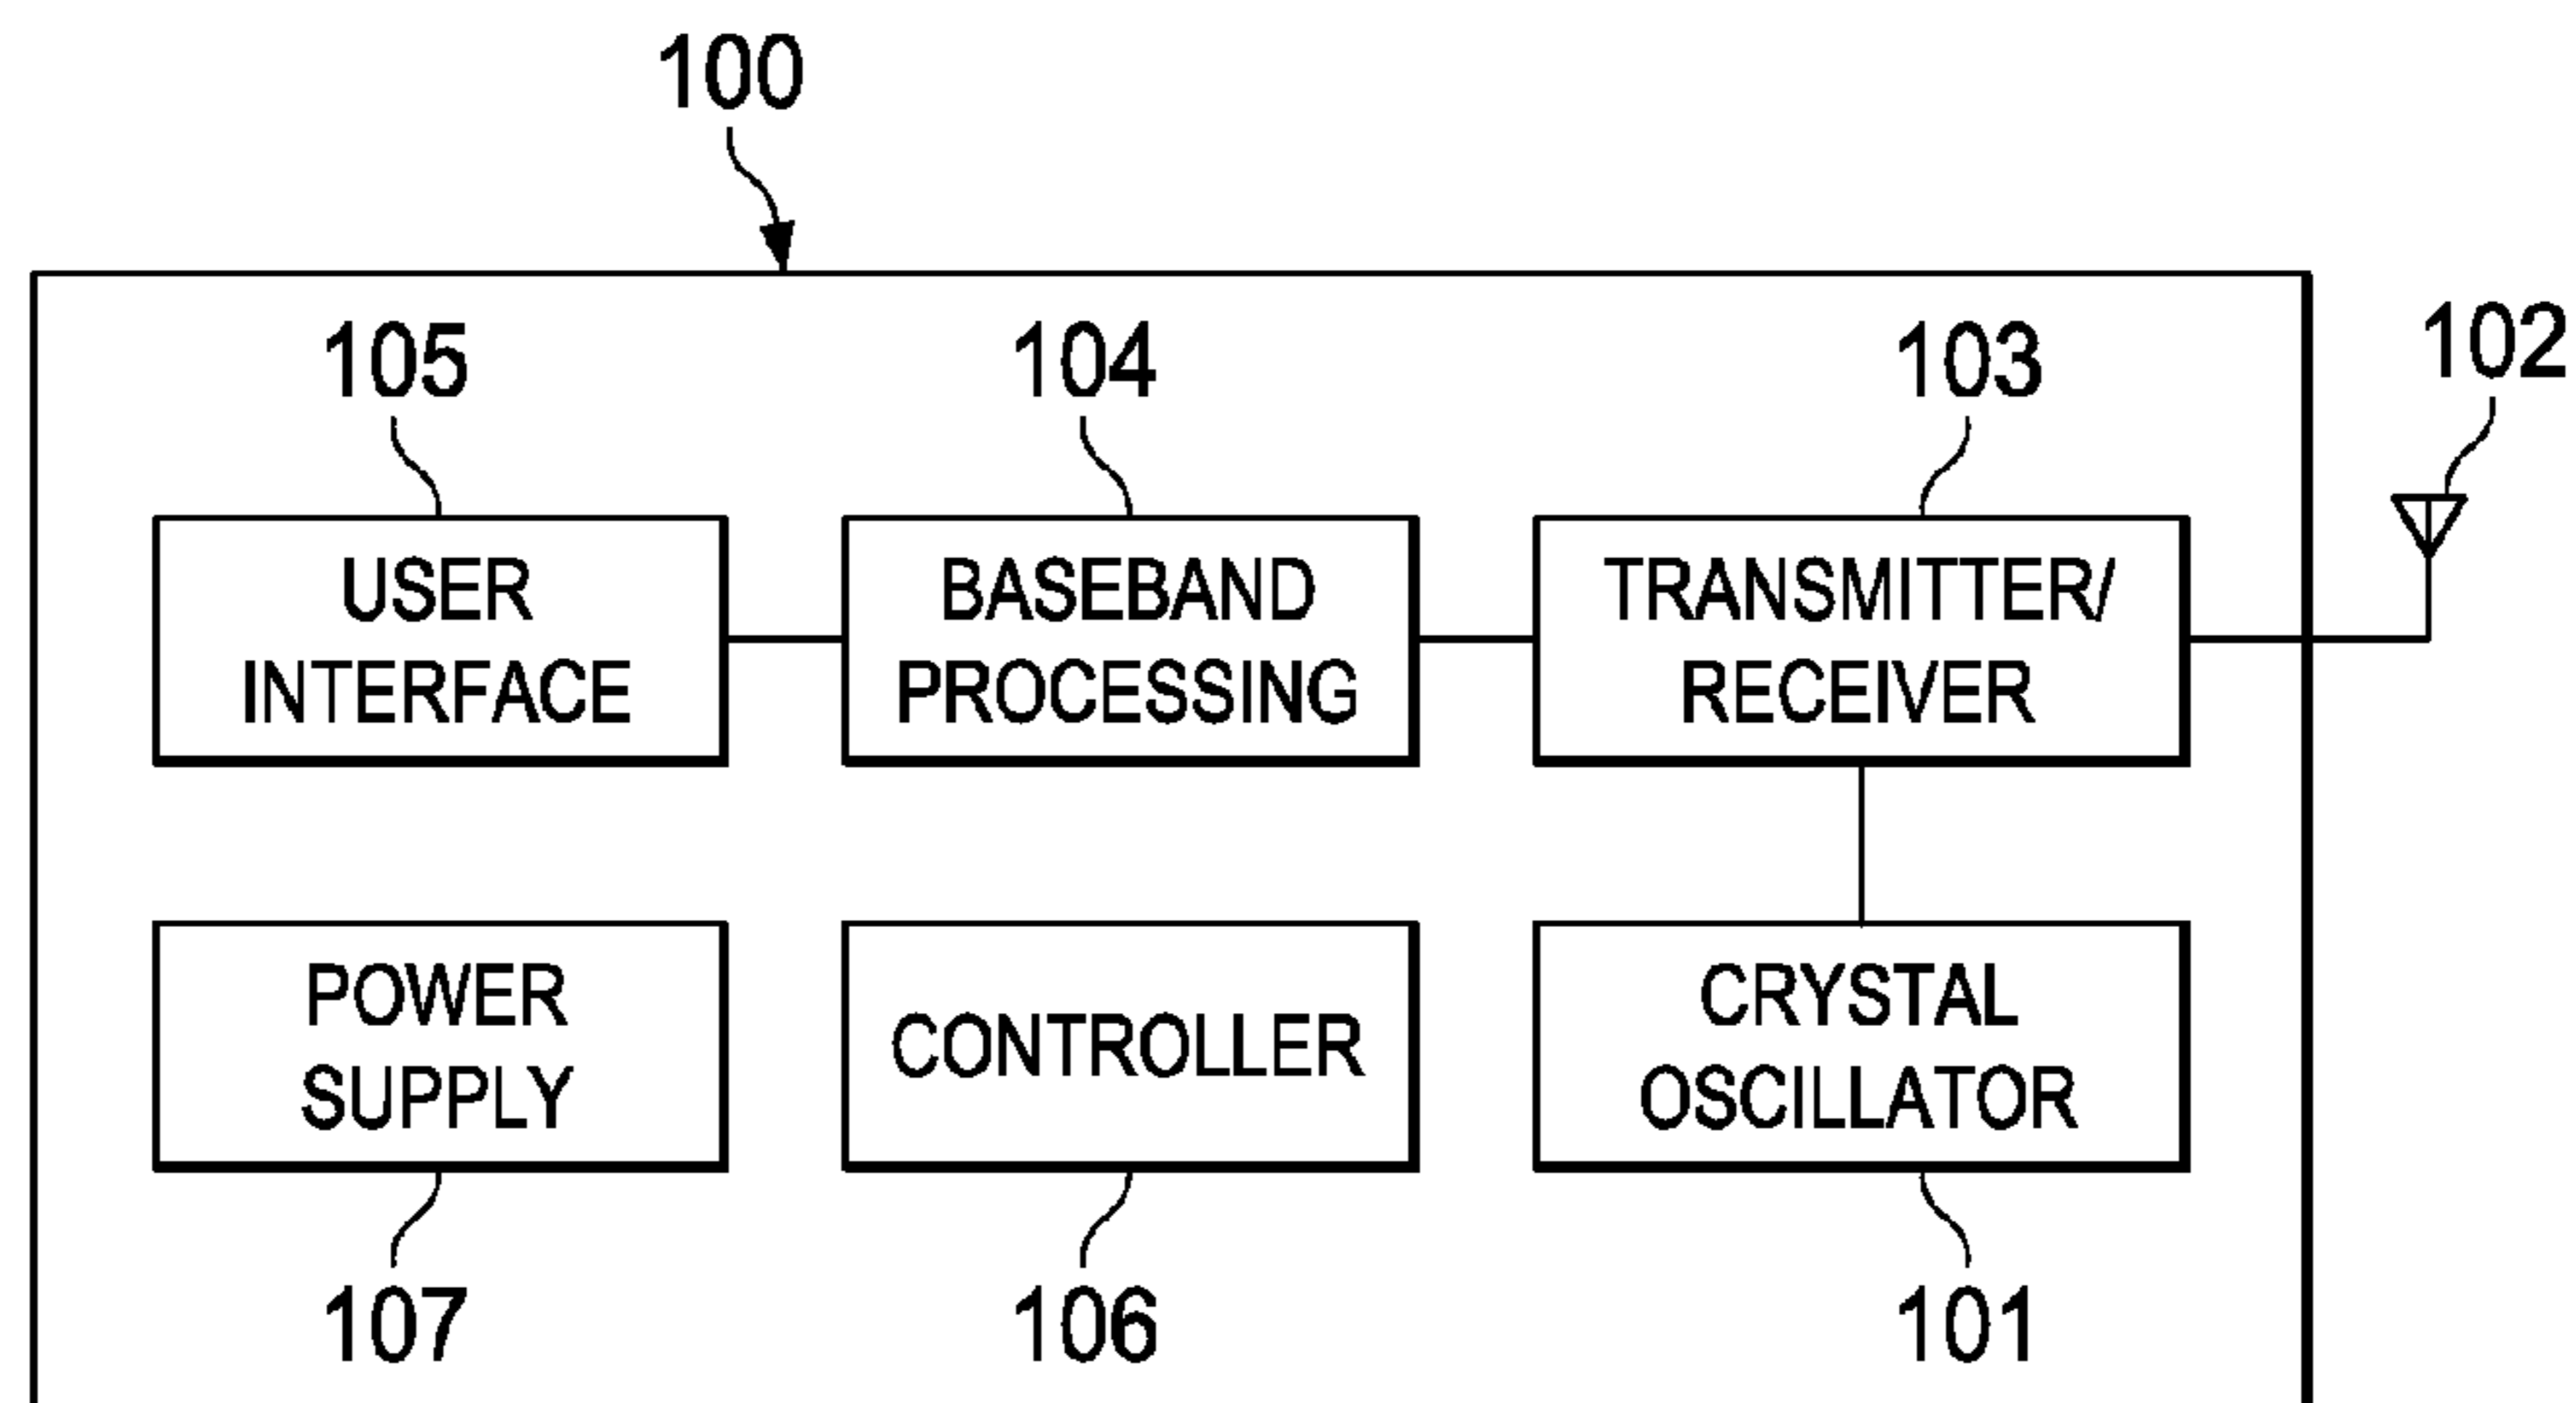 100
102
105
104
103
USER
INTERFACE
BASEBAND
PROCESSING
TRANSMITTER/
RECEIVER
POWER
SUPPLY
CONTROLLER
CRYSTAL
OSCILLATOR
107
106
101